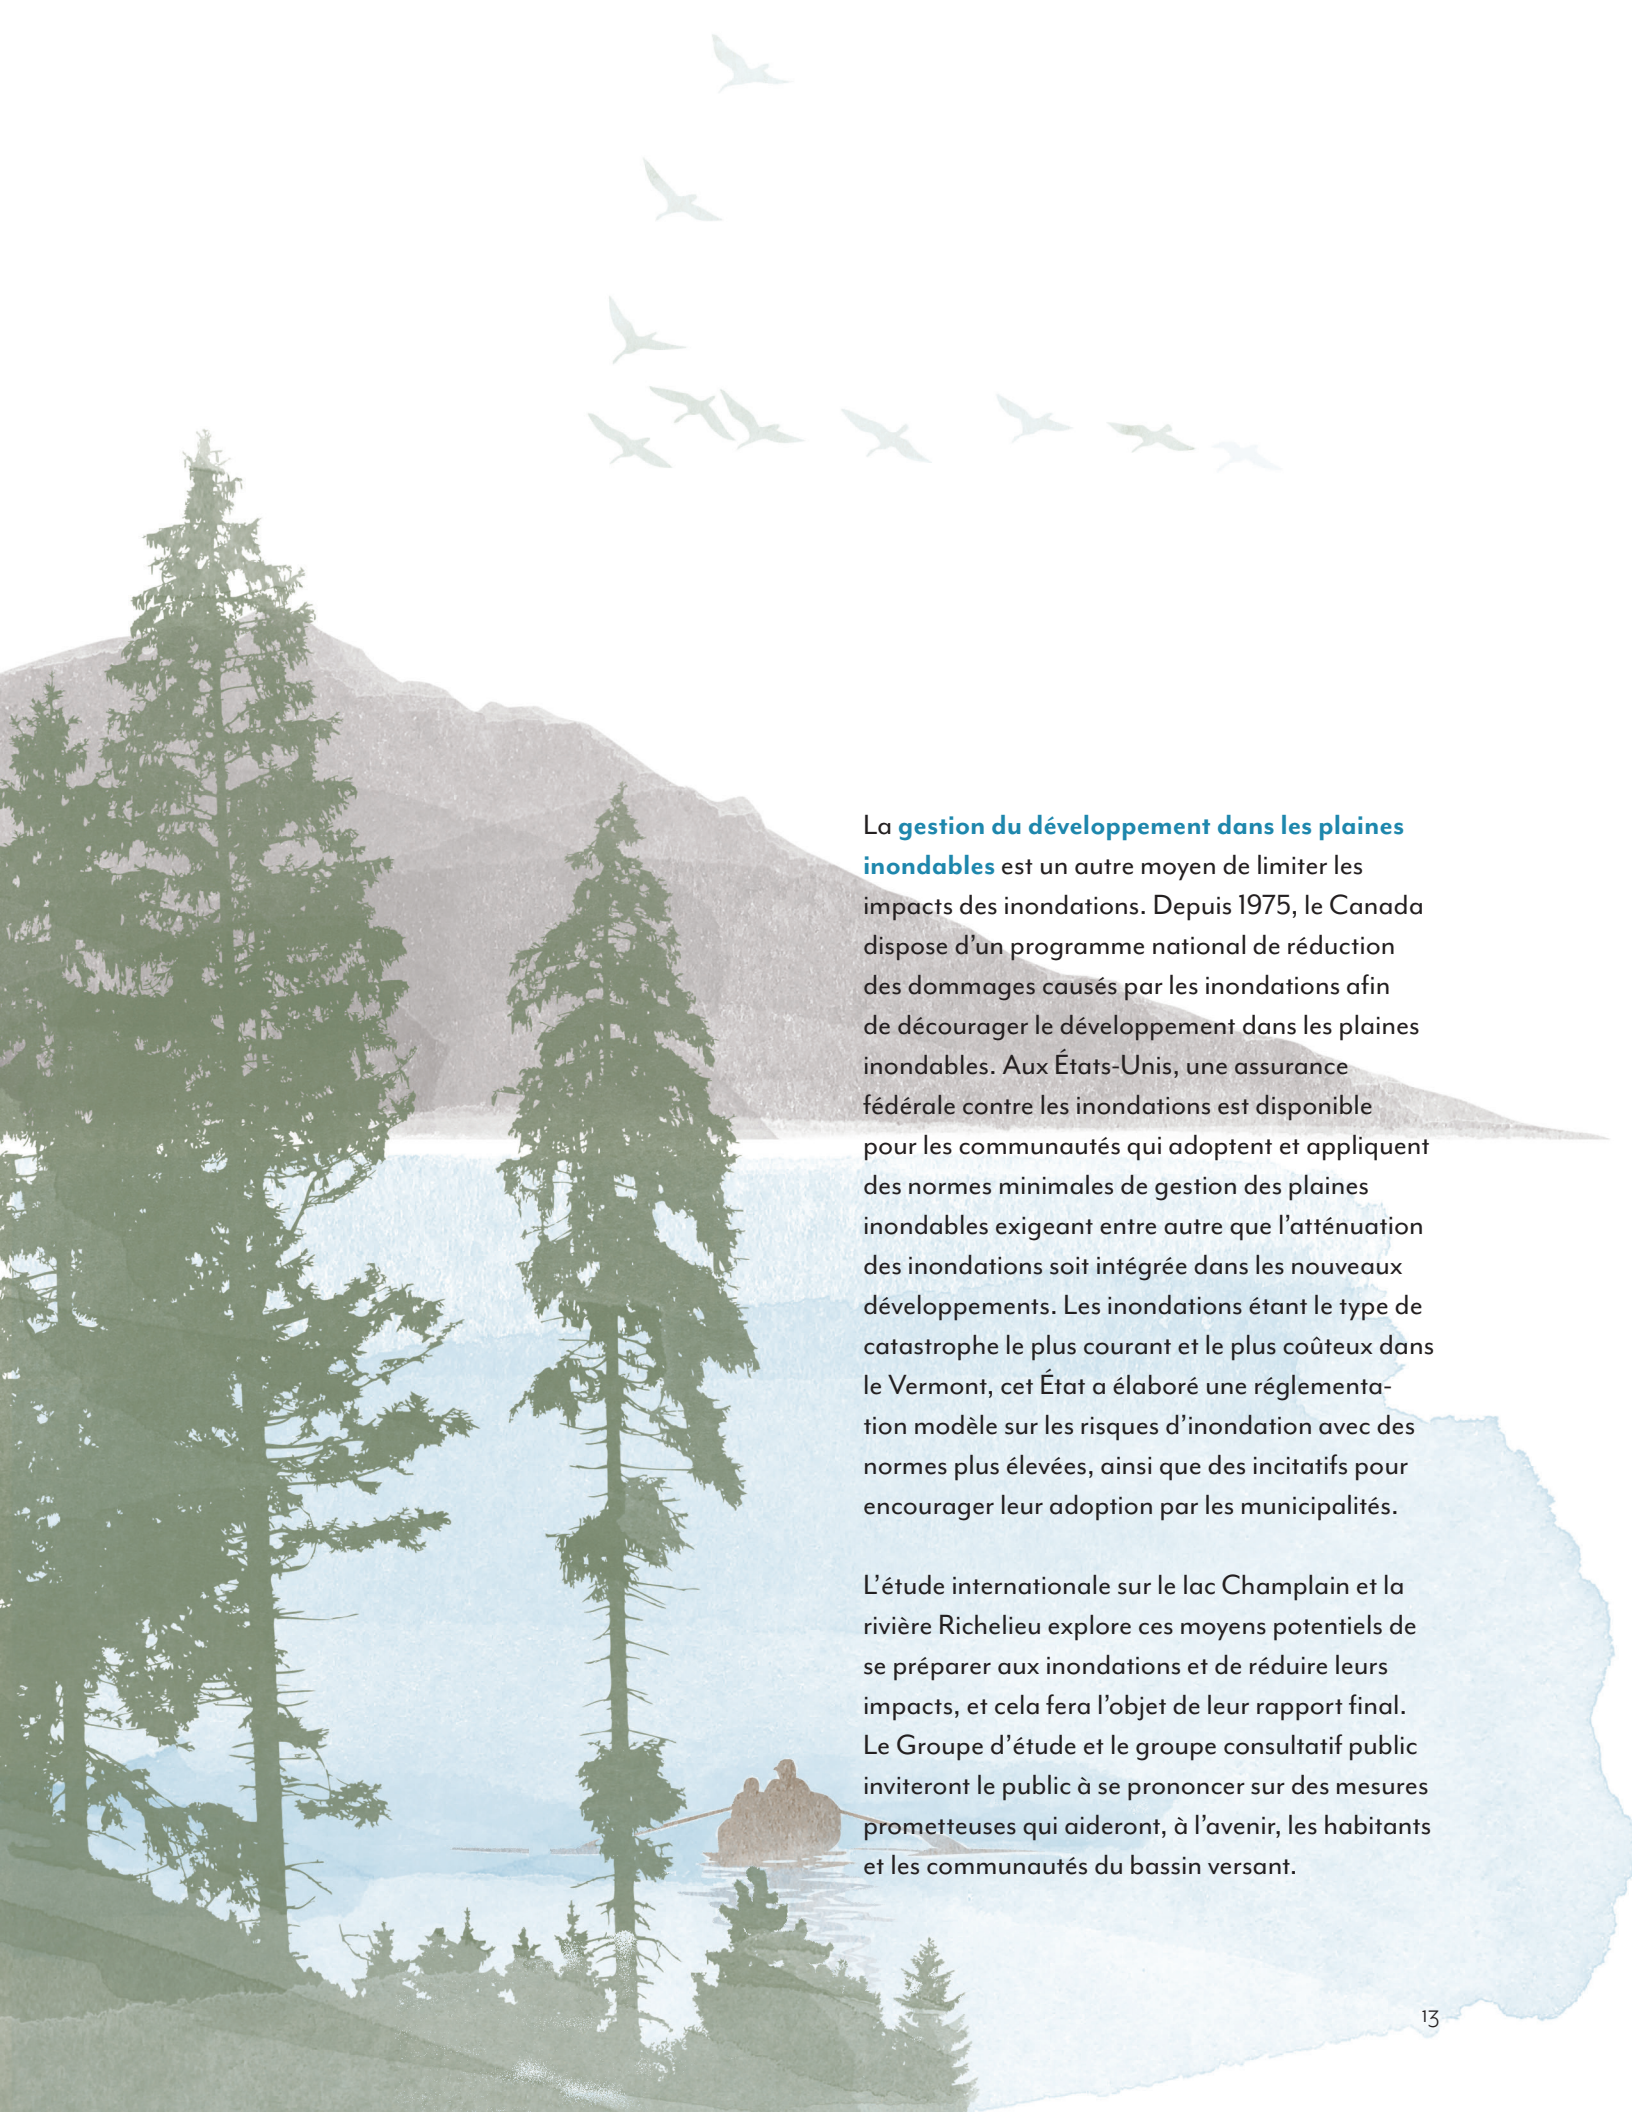 La gestion du développement dans les plaines
inondables est un autre moyen de limiter les
impacts des inondations. Depuis 1975, le Canada
dispose d’un programme national de réduction
des dommages causés par les inondations afin
de décourager le développement dans les plaines
inondables. Aux États-Unis, une assurance
fédérale contre les inondations est disponible
pour les communautés qui adoptent et appliquent
des normes minimales de gestion des plaines
inondables exigeant entre autre que l’atténuation
des inondations soit intégrée dans les nouveaux
développements. Les inondations étant le type de
catastrophe le plus courant et le plus coûteux dans
le Vermont, cet État a élaboré une réglementa-
tion modèle sur les risques d’inondation avec des
normes plus élevées, ainsi que des incitatifs pour
encourager leur adoption par les municipalités.
L’étude internationale sur le lac Champlain et la
rivière Richelieu explore ces moyens potentiels de
se préparer aux inondations et de réduire leurs
impacts, et cela fera l’objet de leur rapport final.
Le Groupe d’étude et le groupe consultatif public
inviteront le public à se prononcer sur des mesures
prometteuses qui aideront, à l’avenir, les habitants
et les communautés du bassin versant.
13